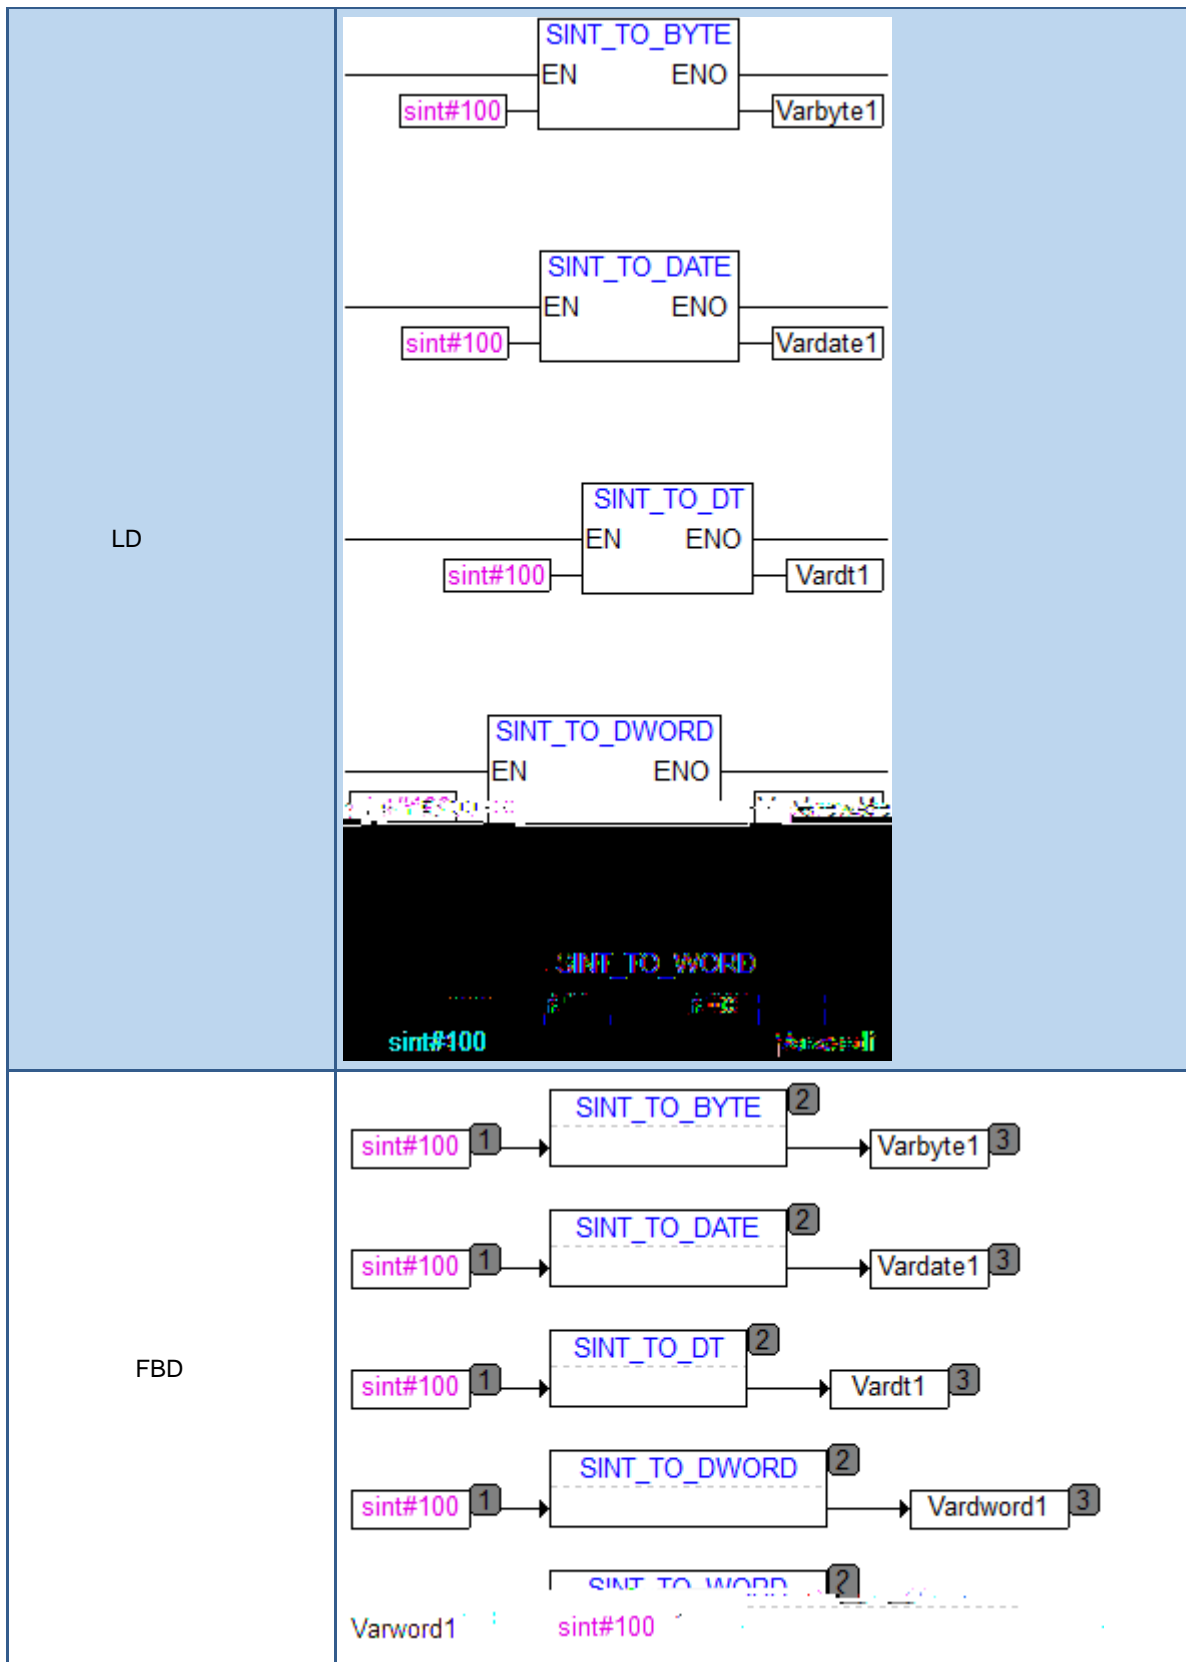 SINT_TO_BYTE
EN ENO
sint#100 Varbyte1
SINT_TO_DATE
EN ENO
sint#100 Vardate1
LD
SINT_TO_DT
EN ENO
sint#100 Vardt1
SINT_TO_DWORD
EN ENO
SINT_TO_WORD
sint#100
SINT_TO_BYTE 2
sint#100 1 Varbyte1 3
SINT_TO_DATE 2
sint#100 1 Vardate1 3
FBD
SINT_TO_DT 2
sint#100 1 Vardt1 3
SINT_TO_DWORD 2
sint#100 1 Vardword1 3
SINT_TO_WORD 2
Varword1 sint#100